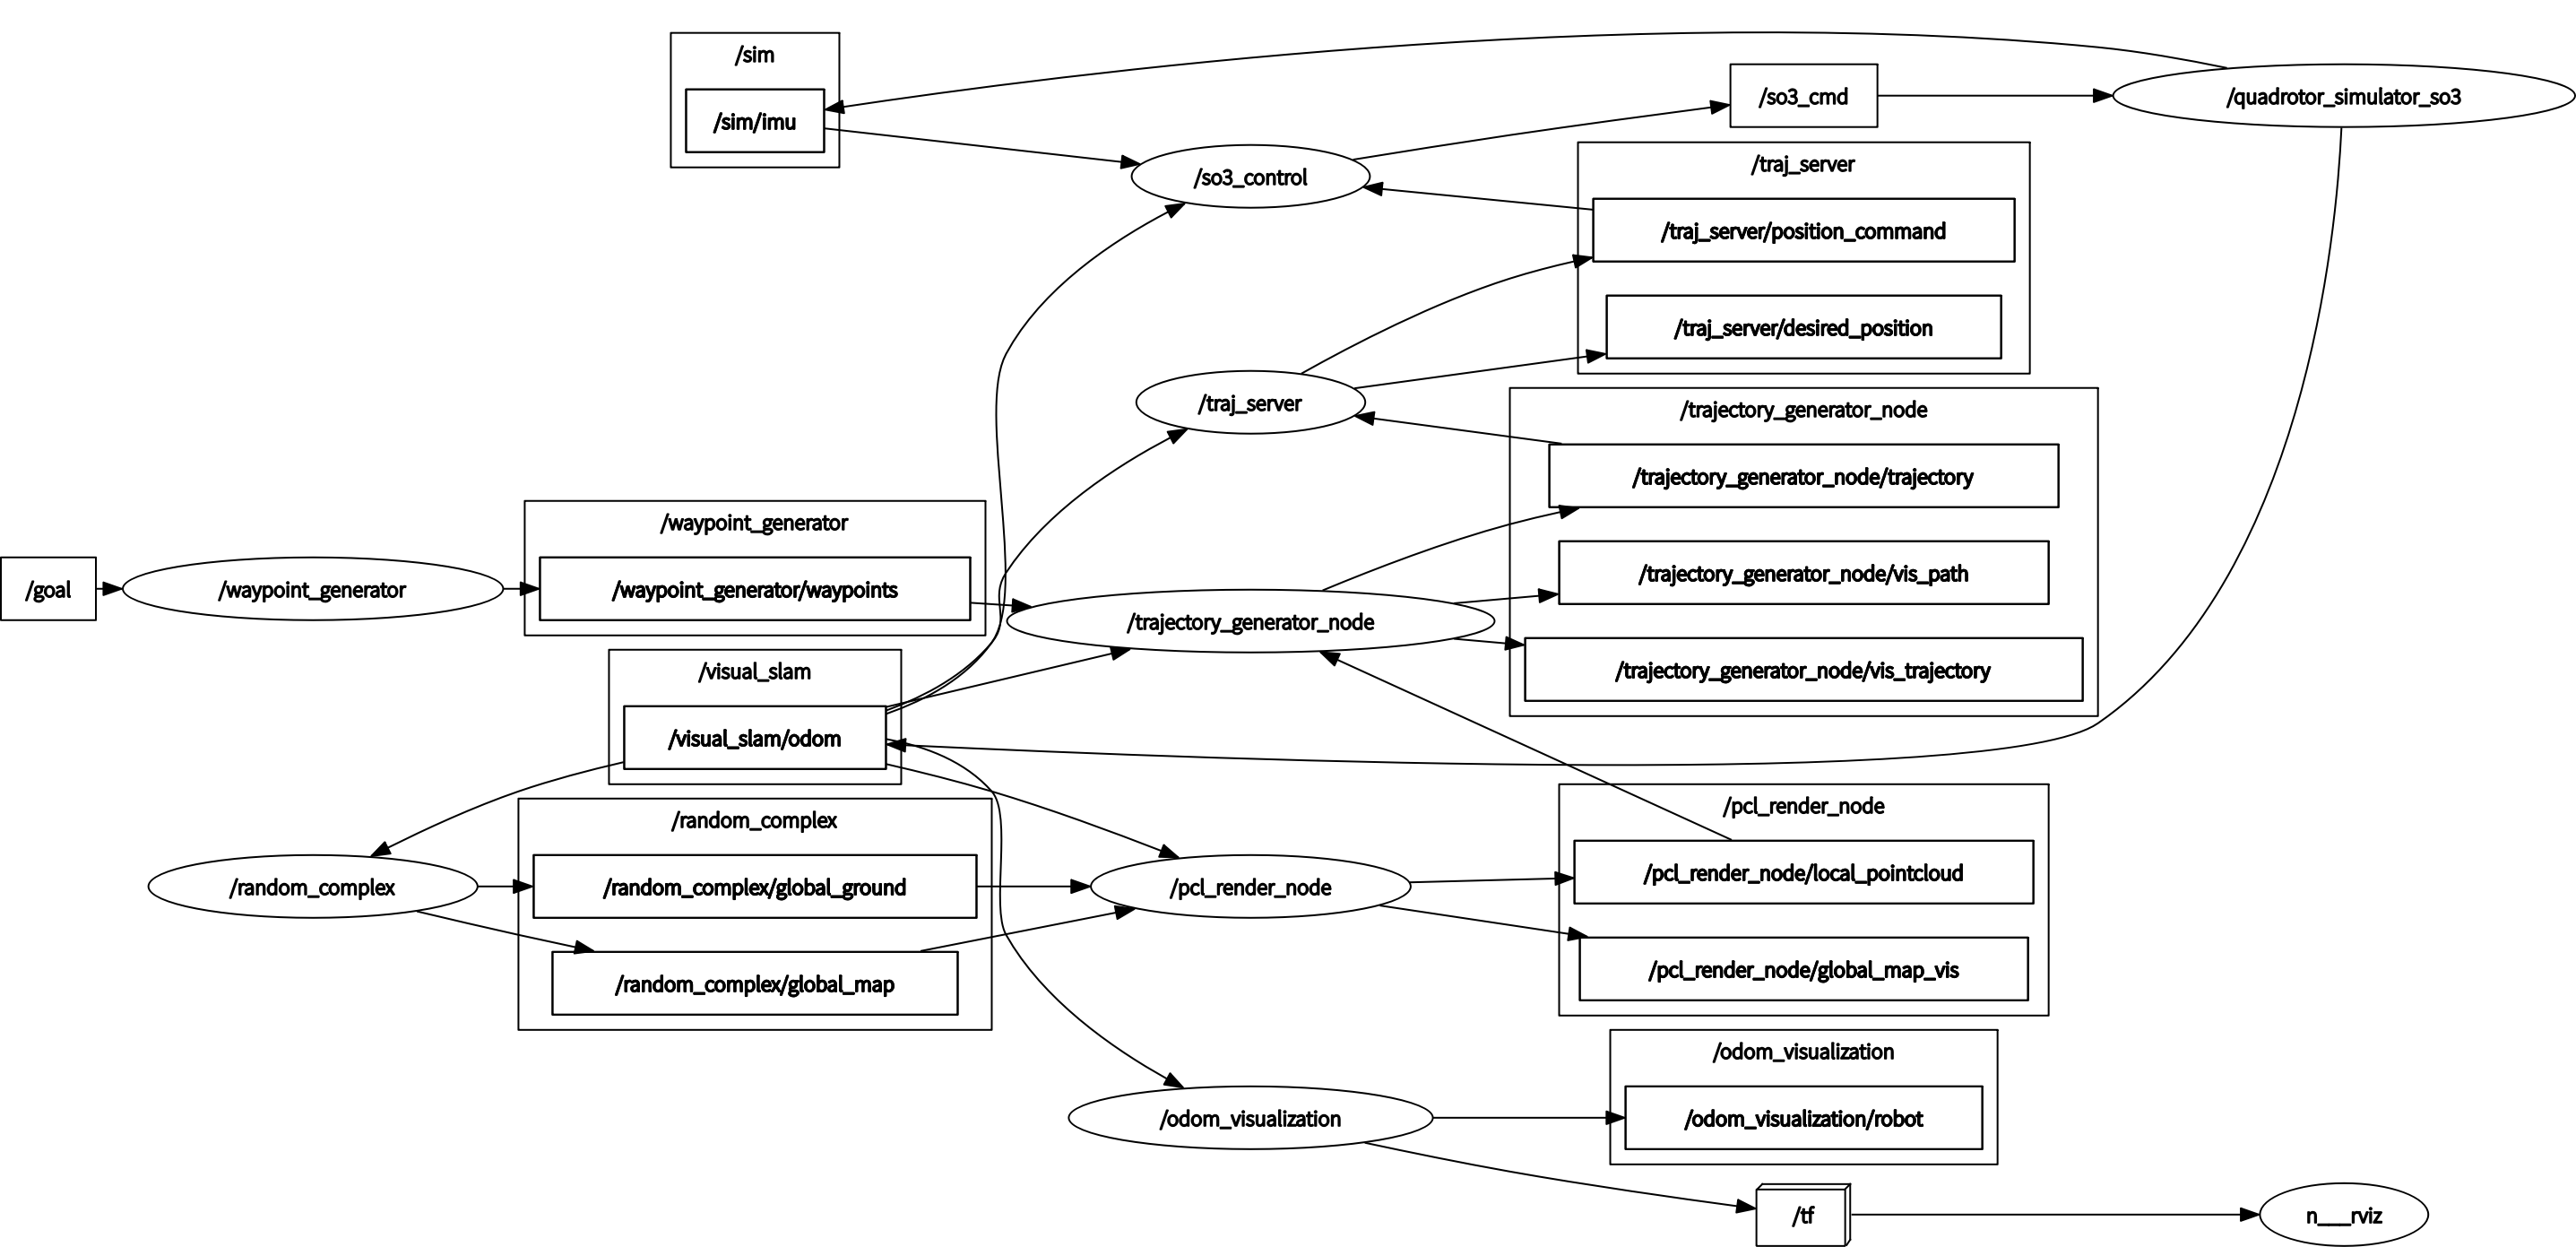 /sim
/sim/imu
/so3_cmd
/quadrotor_simulator_so3
/so3_control
/traj_server
/traj_server/position_command
/traj_server/desired_position
/traj_server
/trajectory_generator_node
/trajectory_generator_node/trajectory
/trajectory_generator_node/vis_path
/trajectory_generator_node/vis_trajectory
/waypoint_generator
/goal
/waypoint_generator
/waypoint_generator/waypoints
/trajectory_generator_node
/visual_slam
/visual_slam/odom
/random_complex
/random_complex
/random_complex/global_ground
/random_complex/global_map
/pcl_render_node
/pcl_render_node
/pcl_render_node/local_pointcloud
/pcl_render_node/global_map_vis
/odom_visualization
/odom_visualization
/odom_visualization/robot
/tf
n___rviz